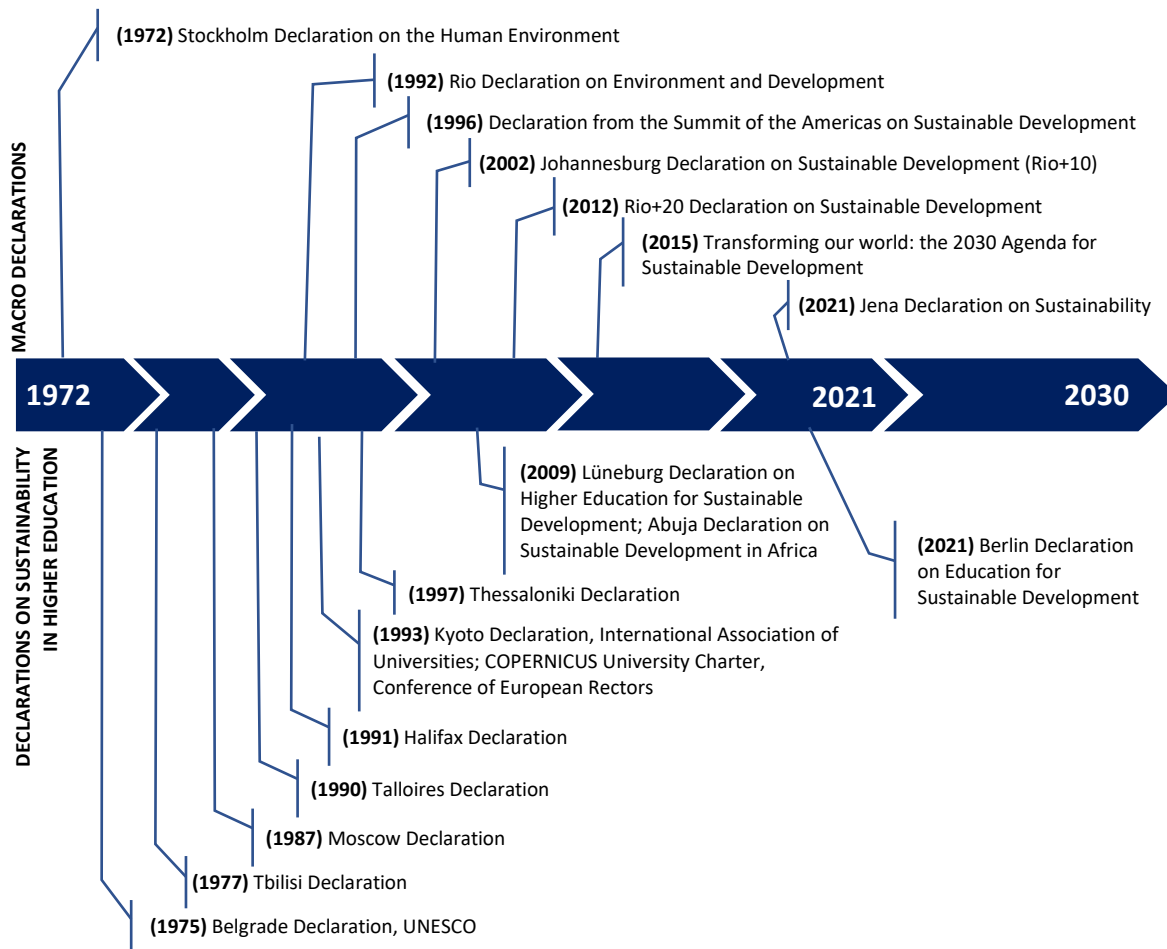 MACRO DECLARATIONS
(1972) Stockholm Declaration on the Human Environment
(1992) Rio Declaration on Environment and Development
(1996) Declaration from the Summit of the Americas on Sustainable Development
(2002) Johannesburg Declaration on Sustainable Development (Rio+10)
(2012) Rio+20 Declaration on Sustainable Development
(2015) Transforming our world: the 2030 Agenda for
Sustainable Development
(2021) Jena Declaration on Sustainability
1972
2021
2030
DECLARATIONS ON SUSTAINABILITY
IN HIGHER EDUCATION
(2009) Lüneburg Declaration on
Higher Education for Sustainable
Development; Abuja Declaration on
Sustainable Development in Africa
(2021) Berlin Declaration
on Education for
Sustainable Development
(1997) Thessaloniki Declaration
(1993) Kyoto Declaration, International Association of
Universities; COPERNICUS University Charter,
Conference of European Rectors
(1991) Halifax Declaration
(1990) Talloires Declaration
(1987) Moscow Declaration
(1977) Tbilisi Declaration
(1975) Belgrade Declaration, UNESCO